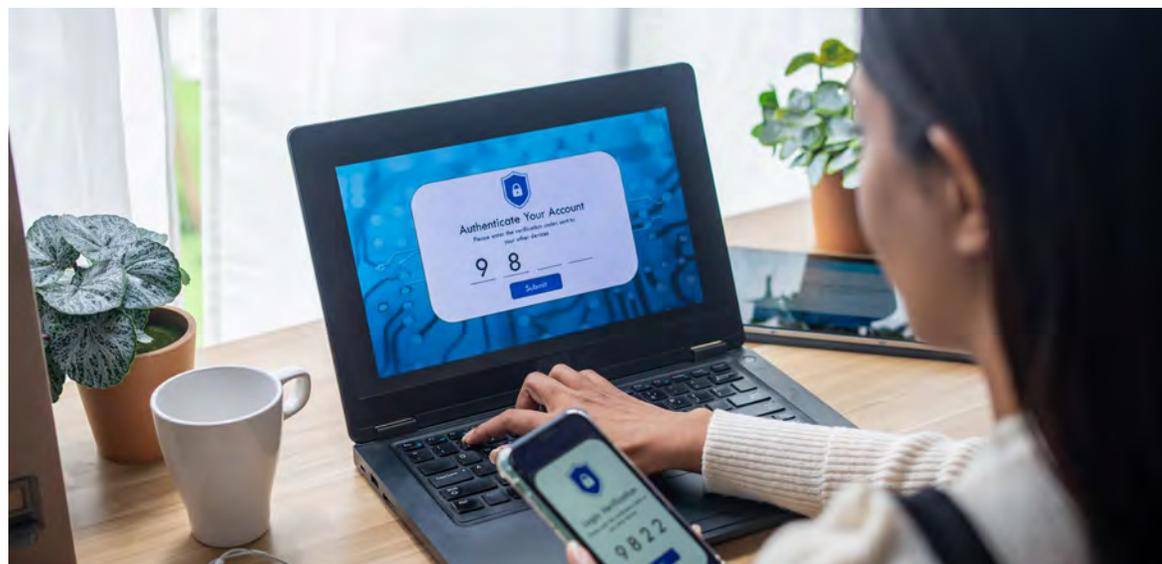 Authenticate Your Account
Please enter the verification codes sent to
your other devices
9 8
Submit
Login Verification
9822